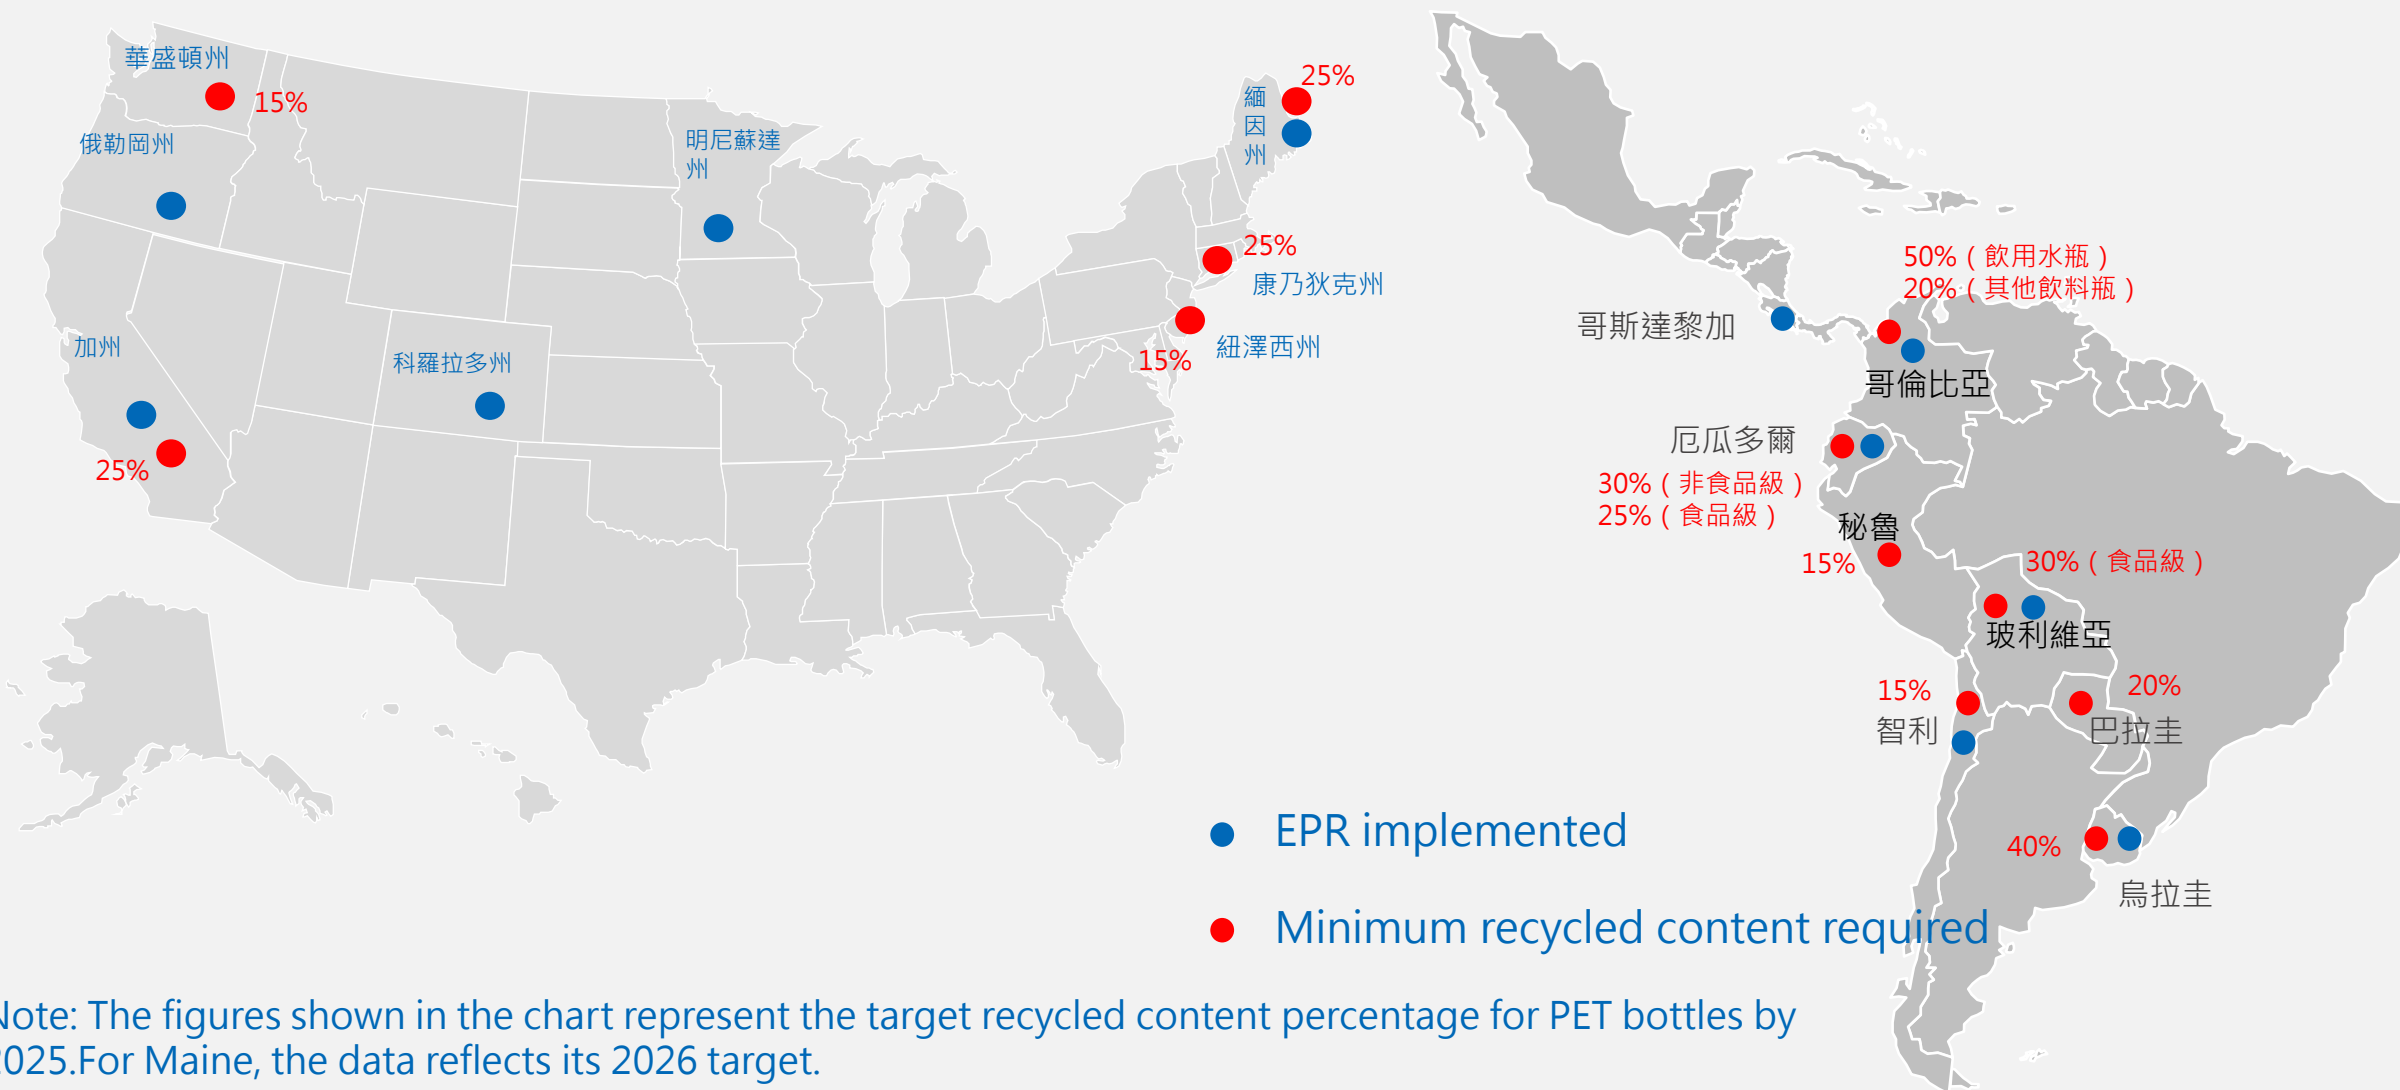 華盛頓州
15%
俄勒岡州
明尼蘇達
州
25%
緬
因
州
25%
康乃狄克州
紐澤西州
15%
加州
科羅拉多州
25%
50%（飲用水瓶）
20%（其他飲料瓶）
哥斯達黎加
哥倫比亞
厄瓜多爾
30%（非食品級）
25%（食品級）
秘魯
15%
30%（食品級）
玻利維亞
15%
智利
20%
巴拉圭
40%
烏拉圭
EPR implemented
Minimum recycled content required
Note: The figures shown in the chart represent the target recycled content percentage for PET bottles by
2025.For Maine, the data reflects its 2026 target.